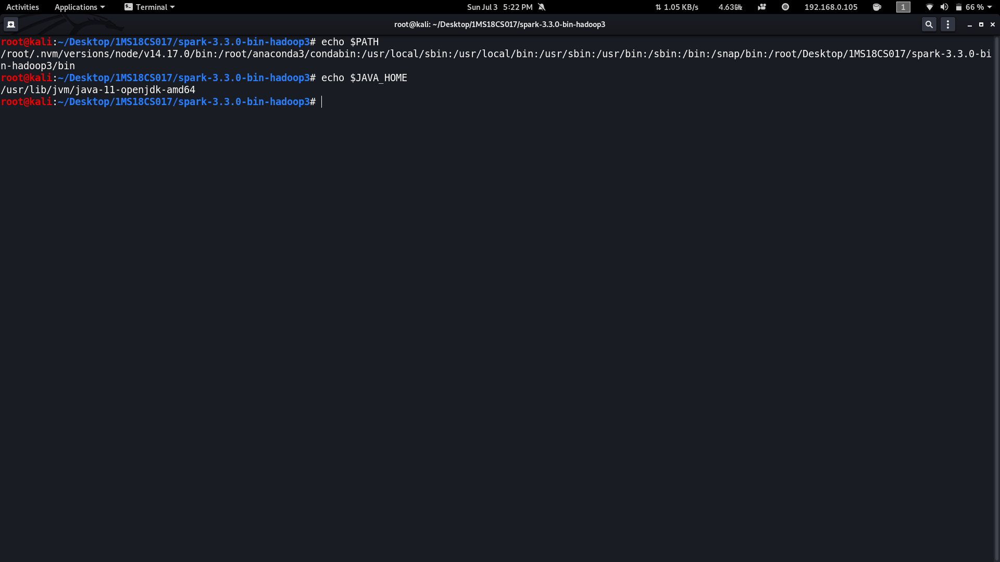 Activities Applications Terminal Sun Jul 3 5:22 PM 1.05 KB/s 4.63GHz 192.168.0.105 1 66 %
root@kali: ~/Desktop/1MS18CS017/spark-3.3.0-bin-hadoop3
root@kali:~/Desktop/1MS18CS017/spark-3.3.0-bin-hadoop3# echo $PATH
/root/.nvm/versions/node/v14.17.0/bin:/root/anaconda3/condabin:/usr/local/sbin:/usr/local/bin:/usr/sbin:/usr/bin:/sbin:/bin:/snap/bin:/root/Desktop/1MS18CS017/spark-3.3.0-bi
n-hadoop3/bin
root@kali:~/Desktop/1MS18CS017/spark-3.3.0-bin-hadoop3# echo $JAVA_HOME
/usr/lib/jvm/java-11-openjdk-amd64
root@kali:~/Desktop/1MS18CS017/spark-3.3.0-bin-hadoop3#